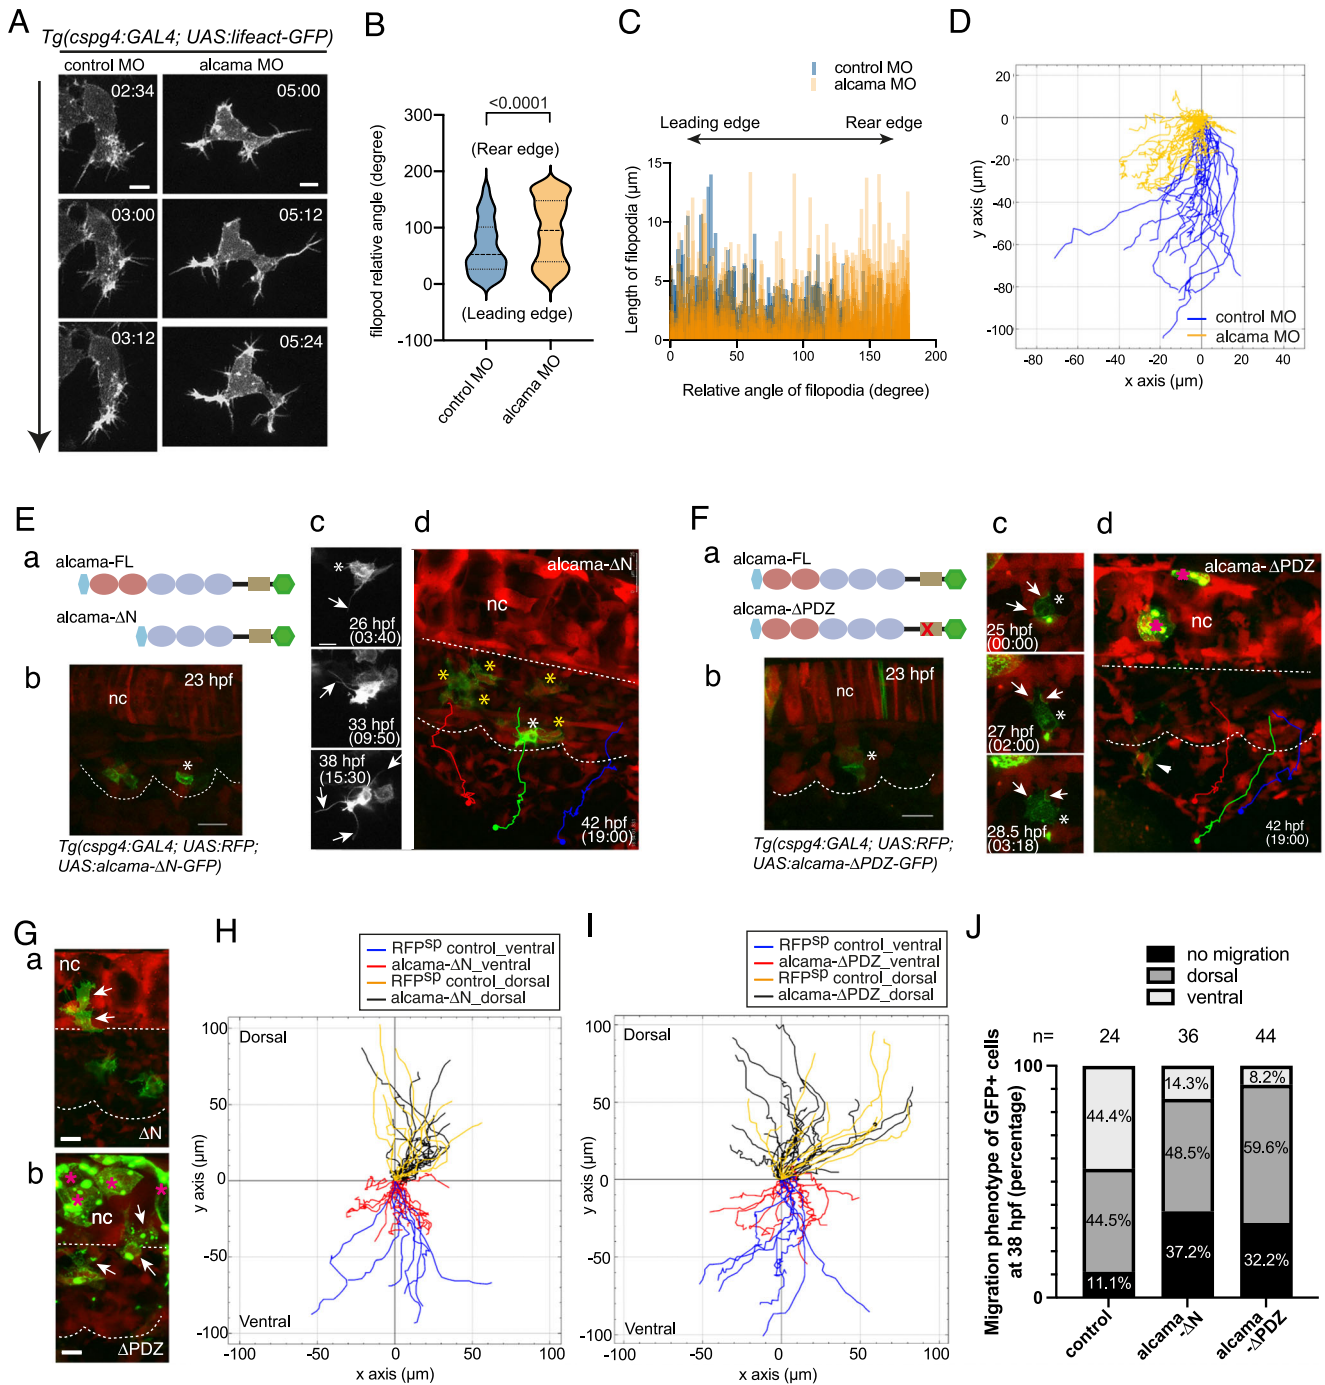 A
Tg(cspg4:GAL4; UAS:lifeact-GFP)
control MO
alcama MO
02:34
05:00
03:00
05:12
03:12
05:24
B
<0.0001
300
200
100
0
-100
filopod relative angle (degree)
(Rear edge)
(Leading edge)
control MO
alcama MO
C
control MO
alcama MO
Leading edge
Rear edge
15
10
5
0
Length of filopodia (µm)
0
50
100
150
200
Relative angle of filopodia (degree)
D
20
0
-20
-40
-60
-80
-100
y axis (µm)
control MO
alcama MO
-80
-60
-40
-20
0
20
40
x axis (µm)
E
a
alcama-FL
alcama-ΔN
b
23 hpf
nc
*
Tg(cspg4:GAL4; UAS:RFP;
UAS:alcama-ΔN-GFP)
c
*
26 hpf
(03:40)
33 hpf
(09:50)
38 hpf
(15:30)
d
alcama-ΔN
nc
* * * * * *
42 hpf
(19:00)
F
a
alcama-FL
alcama-ΔPDZ
X
b
23 hpf
nc
*
Tg(cspg4:GAL4; UAS:RFP;
UAS:alcama-ΔPDZ-GFP)
c
*
25 hpf
(00:00)
*
27 hpf
(02:00)
*
28.5 hpf
(03:18)
d
alcama-ΔPDZ
*
*
nc
42 hpf
(19:00)
G
a
nc
ΔN
b
* * * *
nc
ΔPDZ
H
RFPsp control_ventral
alcama-ΔN_ventral
RFPsp control_dorsal
alcama-ΔN_dorsal
Dorsal
Ventral
100
50
0
-50
-100
y axis (µm)
-100
-50
0
50
100
x axis (µm)
I
RFPsp control_ventral
alcama-ΔPDZ_ventral
RFPsp control_dorsal
alcama-ΔPDZ_dorsal
Dorsal
Ventral
100
50
0
-50
-100
y axis (µm)
-100
-50
0
50
100
x axis (µm)
J
no migration
dorsal
ventral
n=
24
36
44
Migration phenotype of GFP+ cells
at 38 hpf (percentage)
100
0
44.4%
44.5%
11.1%
14.3%
48.5%
37.2%
8.2%
59.6%
32.2%
control
alcama
-ΔN
alcama
-ΔPDZ